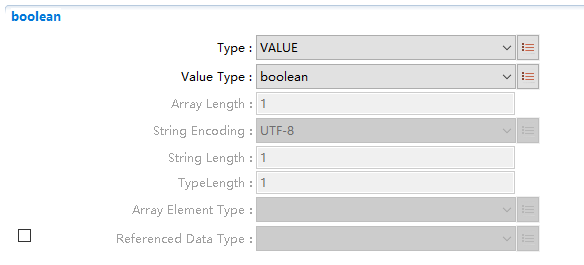 boolean
Type : VALUE
Value Type : boolean
Array Length : 1
String Encoding : UTF-8
String Length : 1
TypeLength : 1
Array Element Type :
Referenced Data Type :